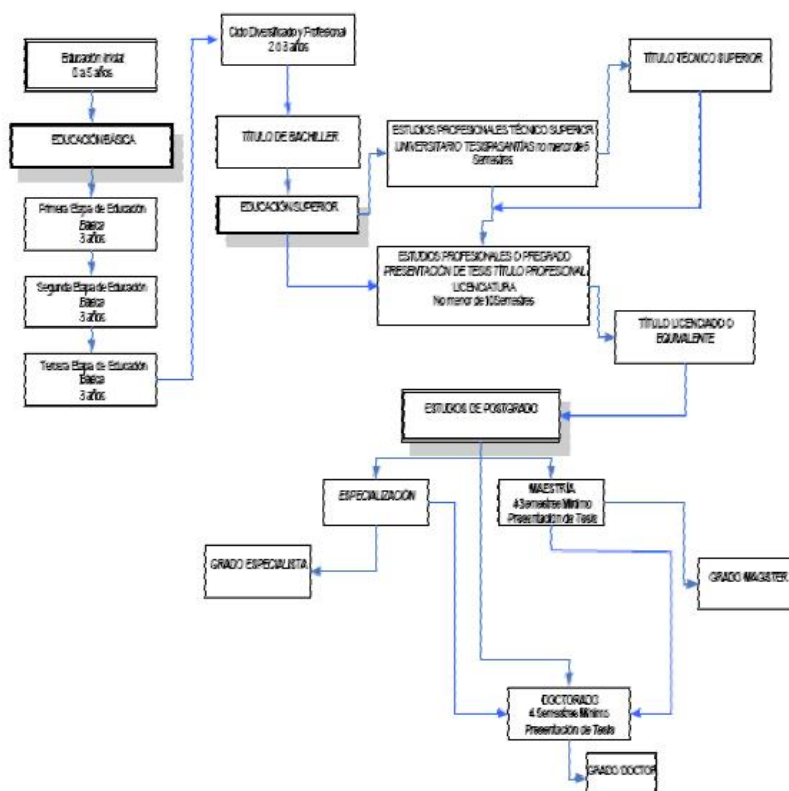 Educación Inicial
0 a 5 años
EDUCACIÓN BÁSICA
Primera Etapa de Educación
Básica
3 años
Segunda Etapa de Educación
Básica
3 años
Tercera Etapa de Educación
Básica
3 años
Ciclo Diversificado y Profesional
2 o 3 años
TÍTULO DE BACHILLER
EDUCACIÓN SUPERIOR
ESTUDIOS PROFESIONALES TÉCNICO SUPERIOR
UNIVERSITARIO TESIS PASANTÍAS no menor de 6
Semestres
TÍTULO TÉCNICO SUPERIOR
ESTUDIOS PROFESIONALES O PREGRADO
PRESENTACIÓN DE TESIS TÍTULO PROFESIONAL
LICENCIATURA
No menor de 10 Semestres
TÍTULO LICENCIADO O
EQUIVALENTE
ESTUDIOS DE POSTGRADO
ESPECIALIZACIÓN
MAESTRÍA
4 Semestres Mínimo
Presentación de Tesis
GRADO ESPECIALISTA
GRADO MAGISTER
DOCTORADO
4 Semestres Mínimo
Presentación de Tesis
GRADO DOCTOR